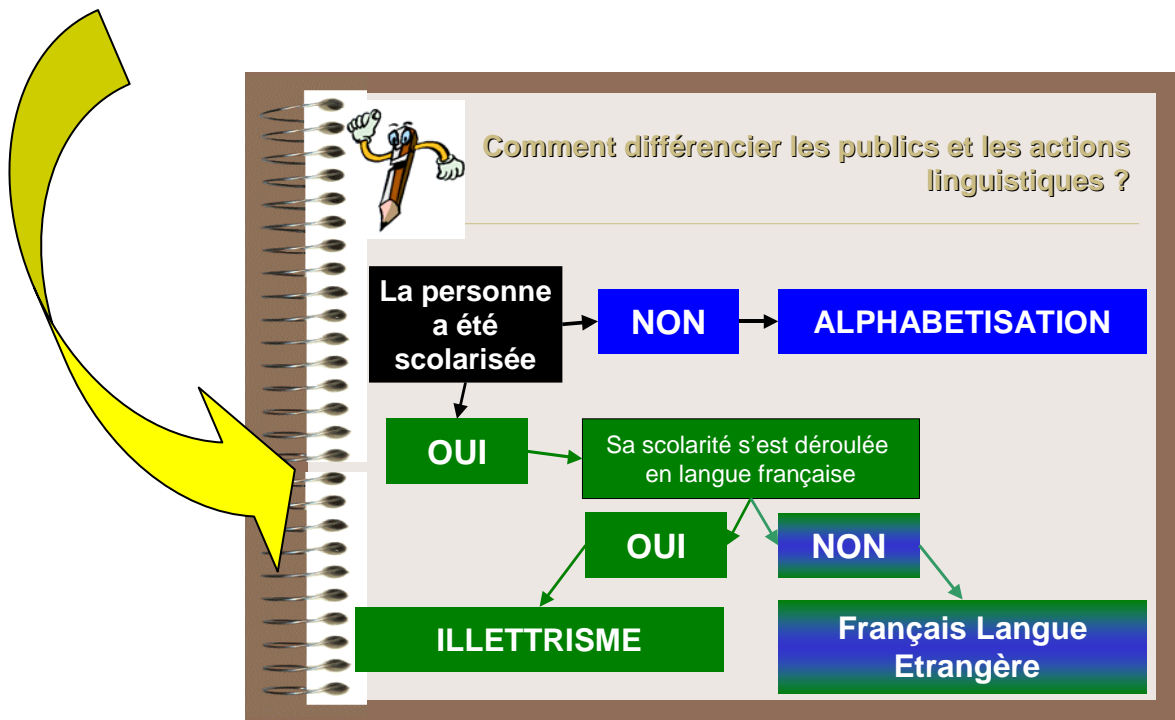 Comment différencier les publics et les actions
linguistiques ?
La personne
a été
scolarisée
NON
ALPHABETISATION
OUI
Sa scolarité s’est déroulée
en langue française
OUI
NON
ILLETTRISME
Français Langue
Etrangère